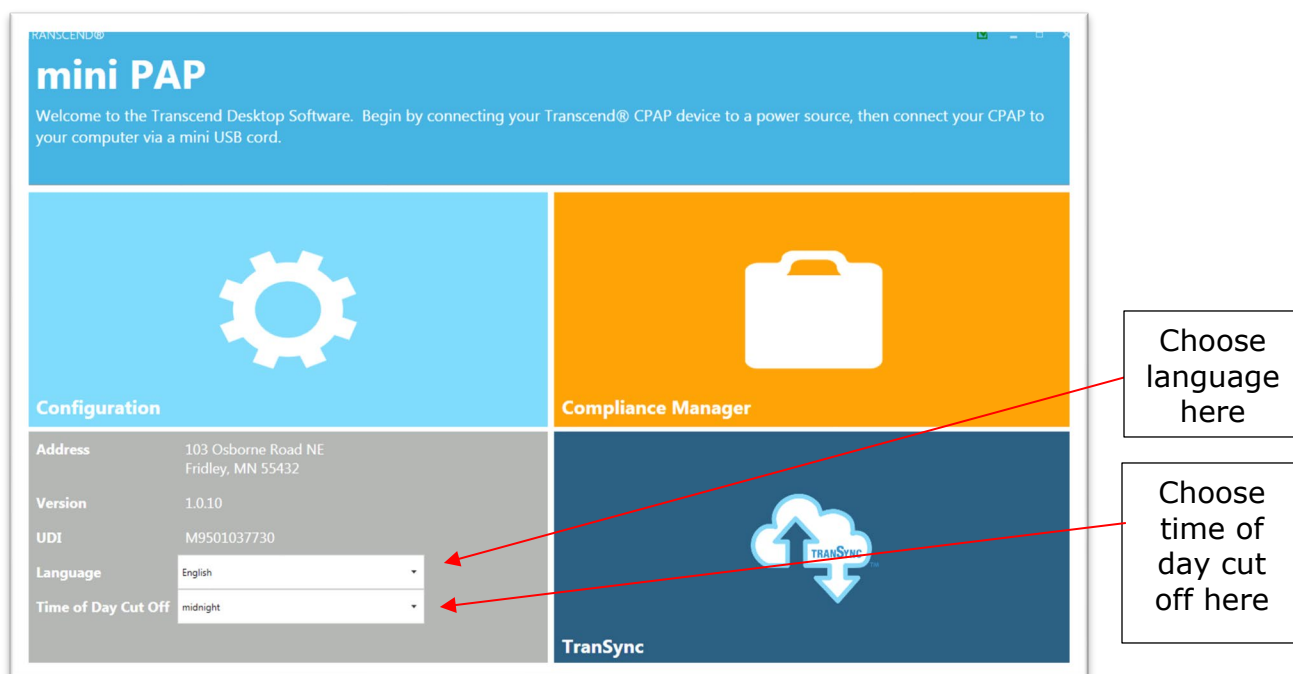 RANSCEND®
mini PAP
Welcome to the Transcend Desktop Software. Begin by connecting your Transcend® CPAP device to a power source, then connect your CPAP to
your computer via a mini USB cord.
Configuration
Compliance Manager
Address 103 Osborne Road NE
Fridley, MN 55432
Version 1.0.10
UDI M9501037730
Language English
Time of Day Cut Off midnight
TRANSYNC™
TranSync
Choose
language
here
Choose
time of
day cut
off here